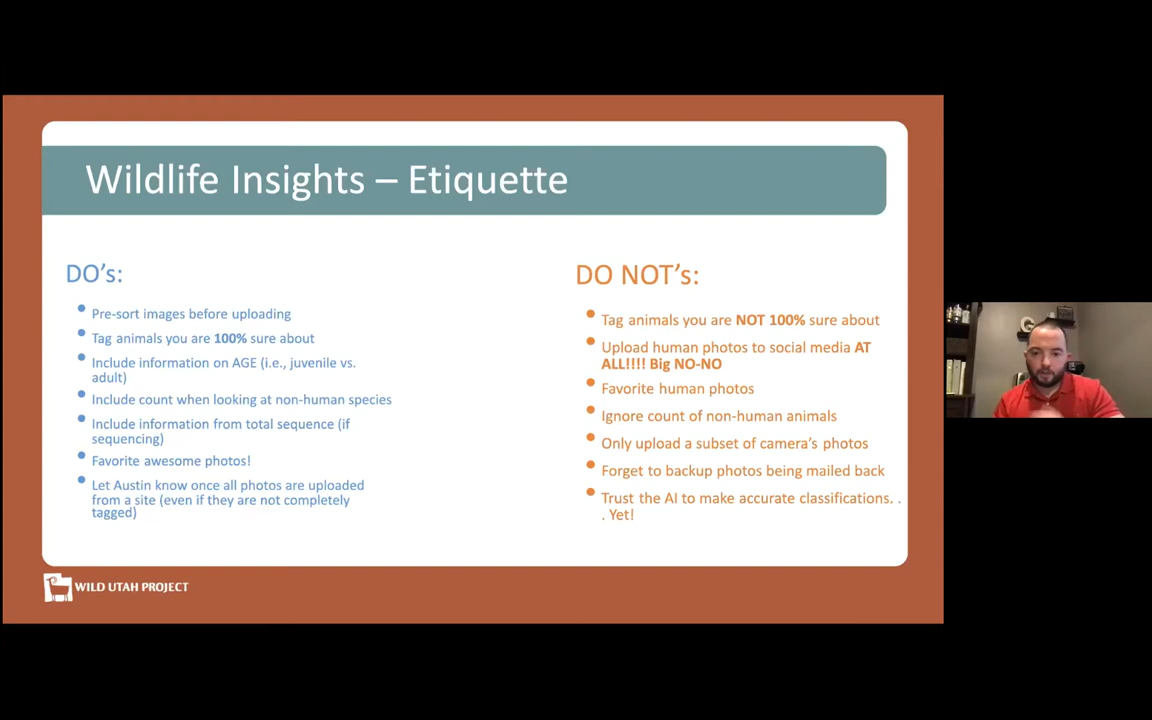 Wildlife Insights – Etiquette
DO's:
Pre-sort images before uploading
Tag animals you are 100% sure about
Include information on AGE (i.e., juvenile vs.
adult)
Include count when looking at non-human species
Include information from total sequence (if
sequencing)
Favorite awesome photos!
Let Austin know once all photos are uploaded
from a site (even if they are not completely
tagged)
DO NOT's:
Tag animals you are NOT 100% sure about
Upload human photos to social media AT
ALL!!!! Big NO-NO
Favorite human photos
Ignore count of non-human animals
Only upload a subset of camera's photos
Forget to backup photos being mailed back
Trust the AI to make accurate classifications. .
. Yet!
WILD UTAH PROJECT
G